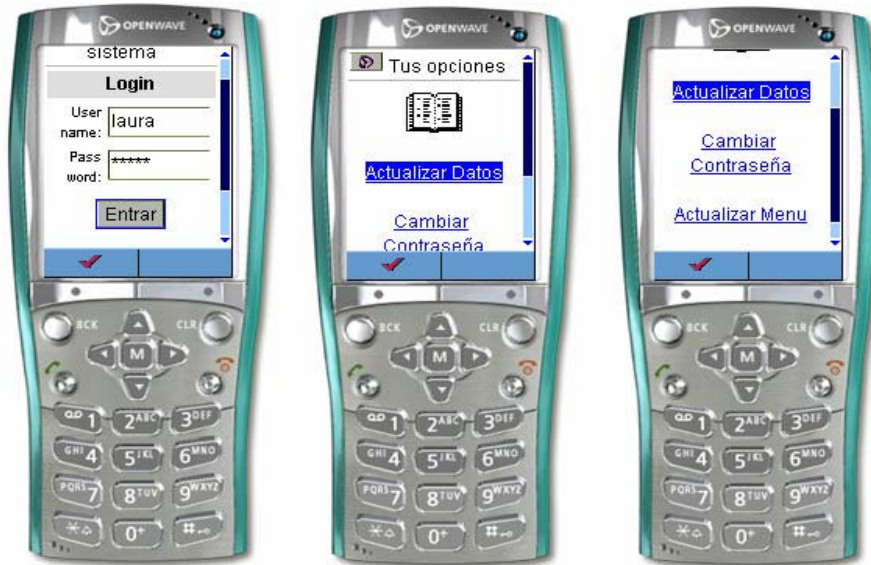 OPENWAVE
sistema
Login
User
name:
laura
Pass
word:
*****
Entrar
BCK
CLR
M
1
2ABC
3DEF
GHI4
5JKL
6MNO
PQRS7
8TUV
9WXYZ
0+
#
OPENWAVE
Tus opciones
Actualizar Datos
Cambiar
Contraseña
BCK
CLR
M
1
2ABC
3DEF
GHI4
5JKL
6MNO
PQRS7
8TUV
9WXYZ
0+
#
OPENWAVE
Actualizar Datos
Cambiar
Contraseña
Actualizar Menu
BCK
CLR
M
1
2ABC
3DEF
GHI4
5JKL
6MNO
PQRS7
8TUV
9WXYZ
0+
#